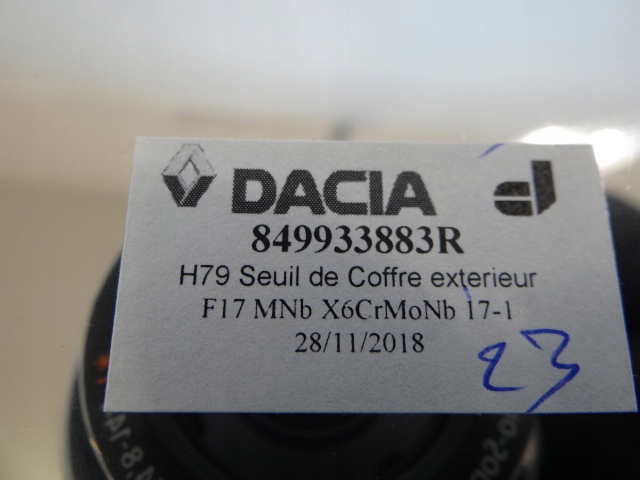 DACIA
849933883R
H79 Seuil de Coffre exterieur
F17 MNb X6CrMoNb 17-1
28/11/2018
23